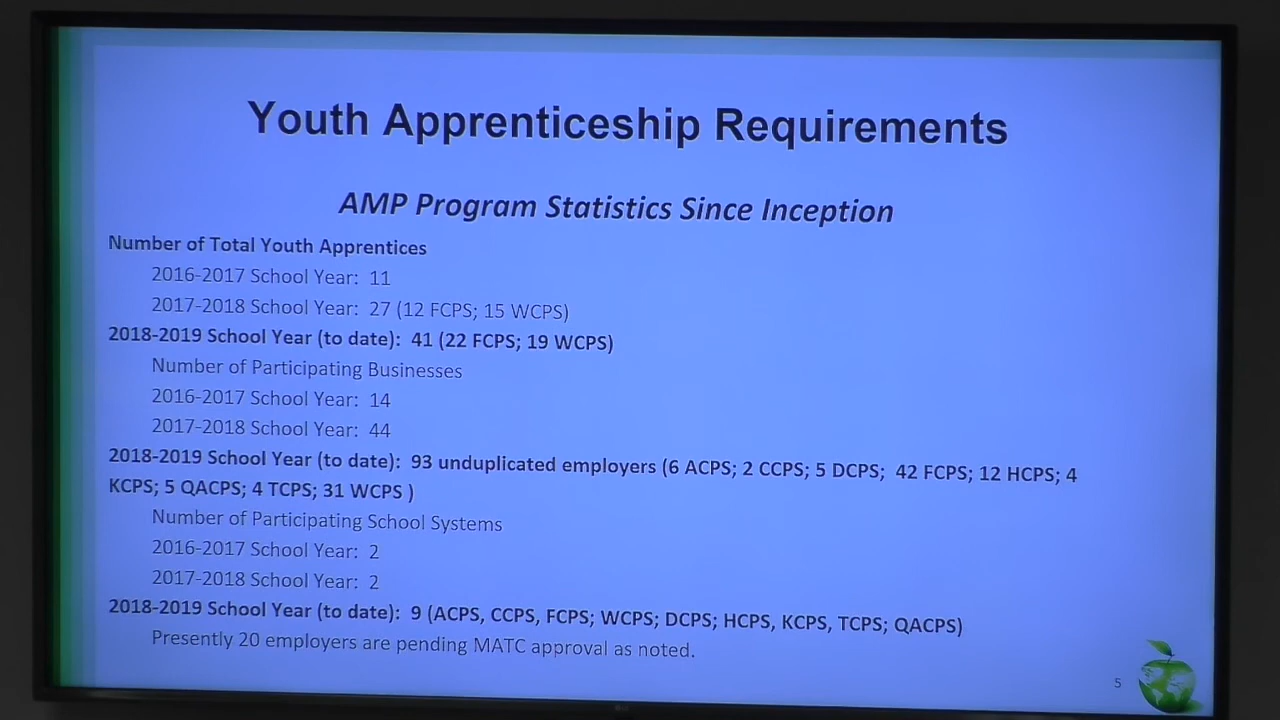 Youth Apprenticeship Requirements
AMP Program Statistics Since Inception
Number of Total Youth Apprentices
2016-2017 School Year: 11
2017-2018 School Year: 27 (12 FCPS; 15 WCPS)
2018-2019 School Year (to date): 41 (22 FCPS; 19 WCPS)
Number of Participating Businesses
2016-2017 School Year: 14
2017-2018 School Year: 44
2018-2019 School Year (to date): 93 unduplicated employers (6 ACPS; 2 CCPS; 5 DCPS; 42 FCPS; 12 HCPS; 4
KCPS; 5 QACPS; 4 TCPS; 31 WCPS )
Number of Participating School Systems
2016-2017 School Year: 2
2017-2018 School Year: 2
2018-2019 School Year (to date): 9 (ACPS, CCPS, FCPS; WCPS; DCPS; HCPS, KCPS, TCPS; QACPS)
Presently 20 employers are pending MATC approval as noted.
5